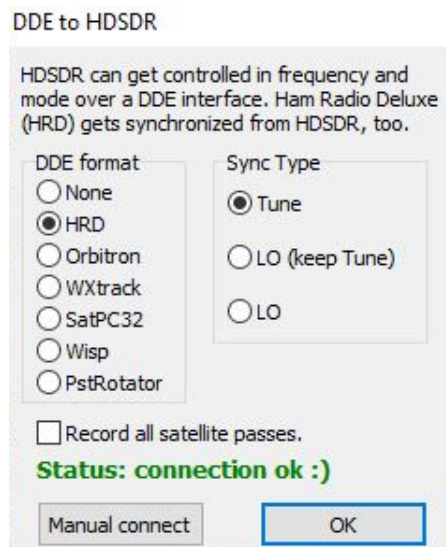 DDE to HDSDR
HDSDR can get controlled in frequency and
mode over a DDE interface. Ham Radio Deluxe
(HRD) gets synchronized from HDSDR, too.
DDE format
None
HRD
Orbitron
WXtrack
SatPC32
Wisp
PstRotator
Sync Type
Tune
LO (keep Tune)
LO
Record all satellite passes.
Status: connection ok :)
Manual connect
OK